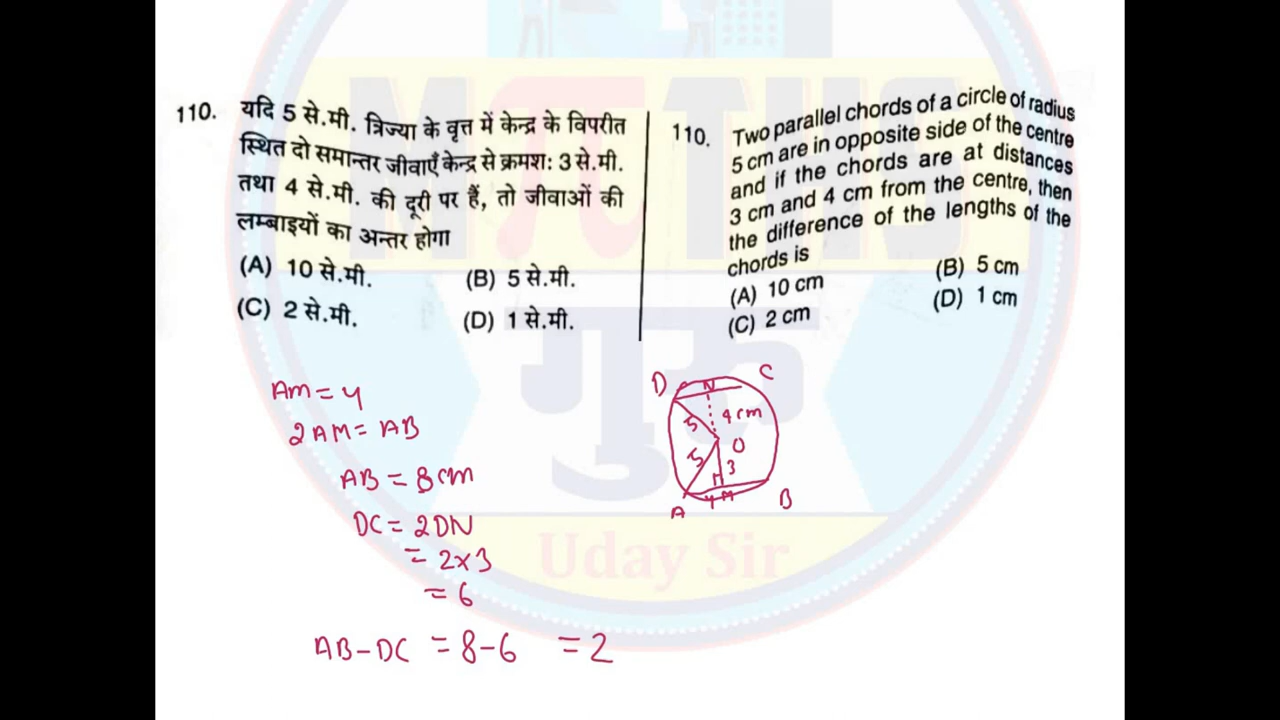 110. यदि 5 से.मी. त्रिज्या के वृत्त में केन्द्र के विपरीत
स्थित दो समान्तर जीवाएँ केन्द्र से क्रमश: 3 से.मी.
तथा 4 से.मी. की दूरी पर हैं, तो जीवाओं की
लम्बाइयों का अन्तर होगा
(A) 10 से.मी. (B) 5 से.मी.
(C) 2 से.मी. (D) 1 से.मी.
110. Two parallel chords of a circle of radius
5 cm are in opposite side of the centre
and if the chords are at distances
3 cm and 4 cm from the centre, then
the difference of the lengths of the
chords is
(A) 10 cm (B) 5 cm
(C) 2 cm (D) 1 cm
AM = 4
2AM = AB
AB = 8cm
DC = 2DN
= 2×3
= 6
AB-DC = 8-6 = 2
D N C
4cm
5
O
5 3
4 M
A B
MπTHS
गुरु
Uday Sir